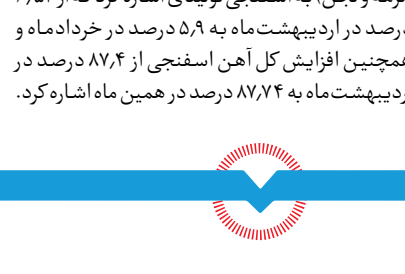 درصد در اردیبهشت‌ماه به ۵٫۹ درصد در خردادماه و
همچنین افزایش کل آهن اسفنجی از ۸۷٫۴ درصد در
اردیبهشت‌ماه به ۸۷٫۷۴ درصد در همین ماه اشاره کرد.